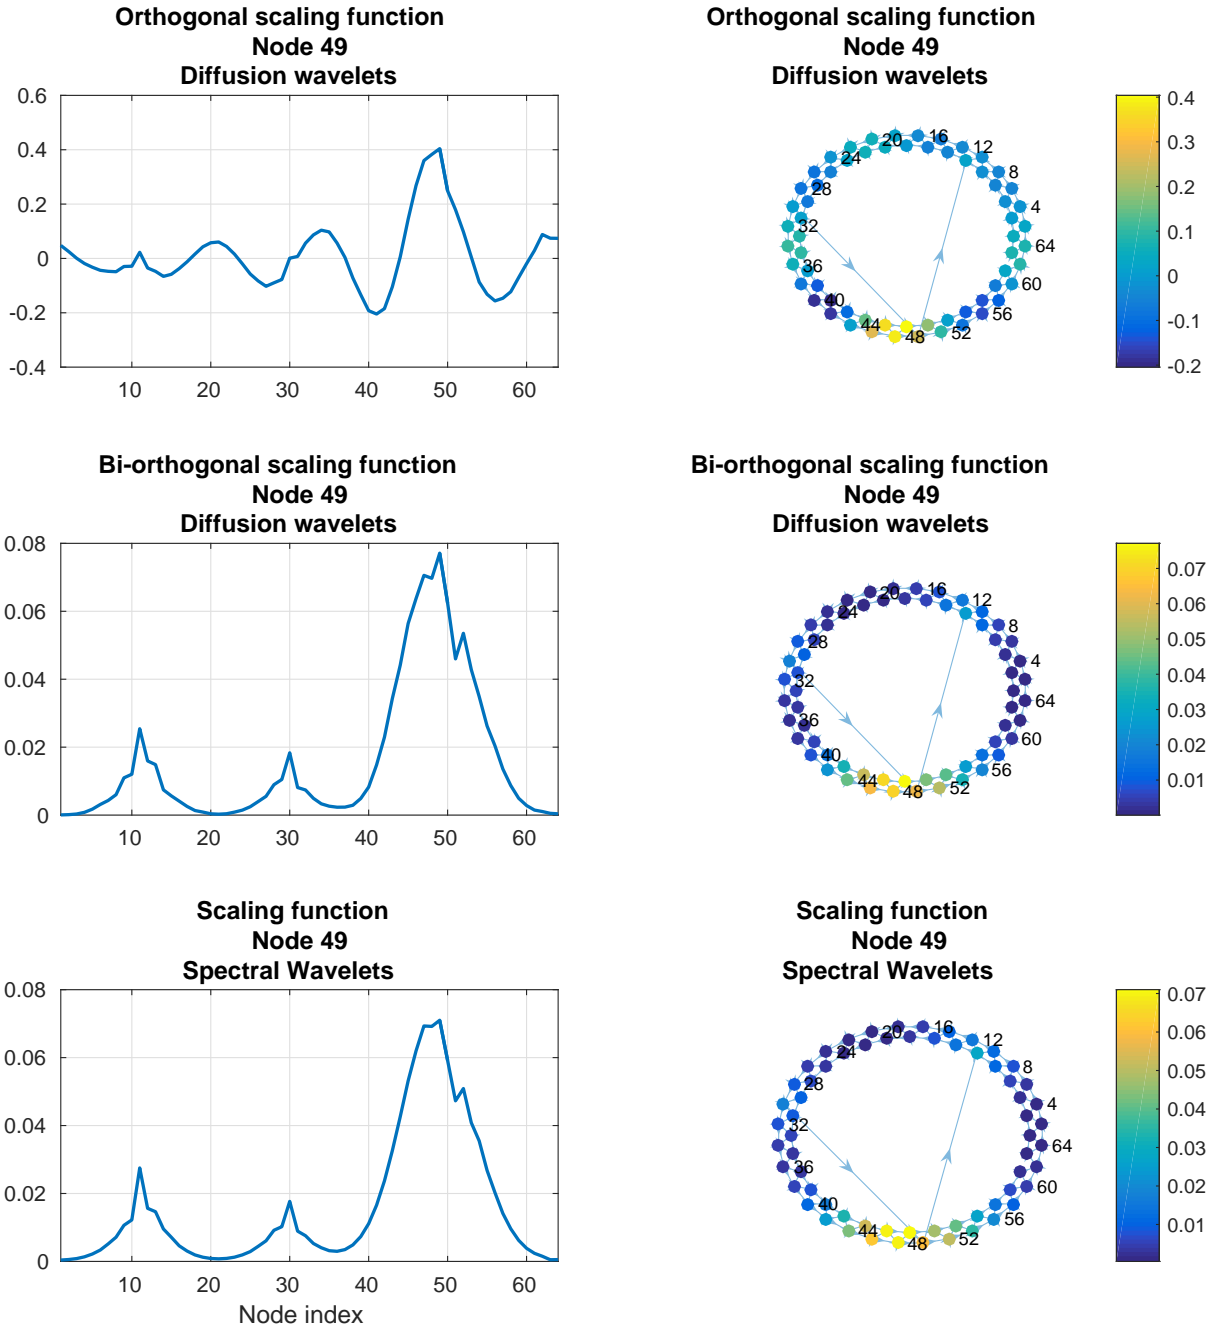 Orthogonal scaling function
Node 49
Diffusion wavelets
0.6
0.4
0.2
0
-0.2
-0.4
10 20 30 40 50 60
Orthogonal scaling function
Node 49
Diffusion wavelets
20 16
24 12
28 8
32 4
36 64
40 60
44 48 52 56
0.4
0.3
0.2
0.1
0
-0.1
-0.2
Bi-orthogonal scaling function
Node 49
Diffusion wavelets
0.08
0.06
0.04
0.02
0
10 20 30 40 50 60
Bi-orthogonal scaling function
Node 49
Diffusion wavelets
20 16
24 12
28 8
32 4
36 64
40 60
44 48 52 56
0.07
0.06
0.05
0.04
0.03
0.02
0.01
Scaling function
Node 49
Spectral Wavelets
0.08
0.06
0.04
0.02
0
10 20 30 40 50 60
Node index
Scaling function
Node 49
Spectral Wavelets
20 16
24 12
28 8
32 4
36 64
40 60
44 48 52 56
0.07
0.06
0.05
0.04
0.03
0.02
0.01